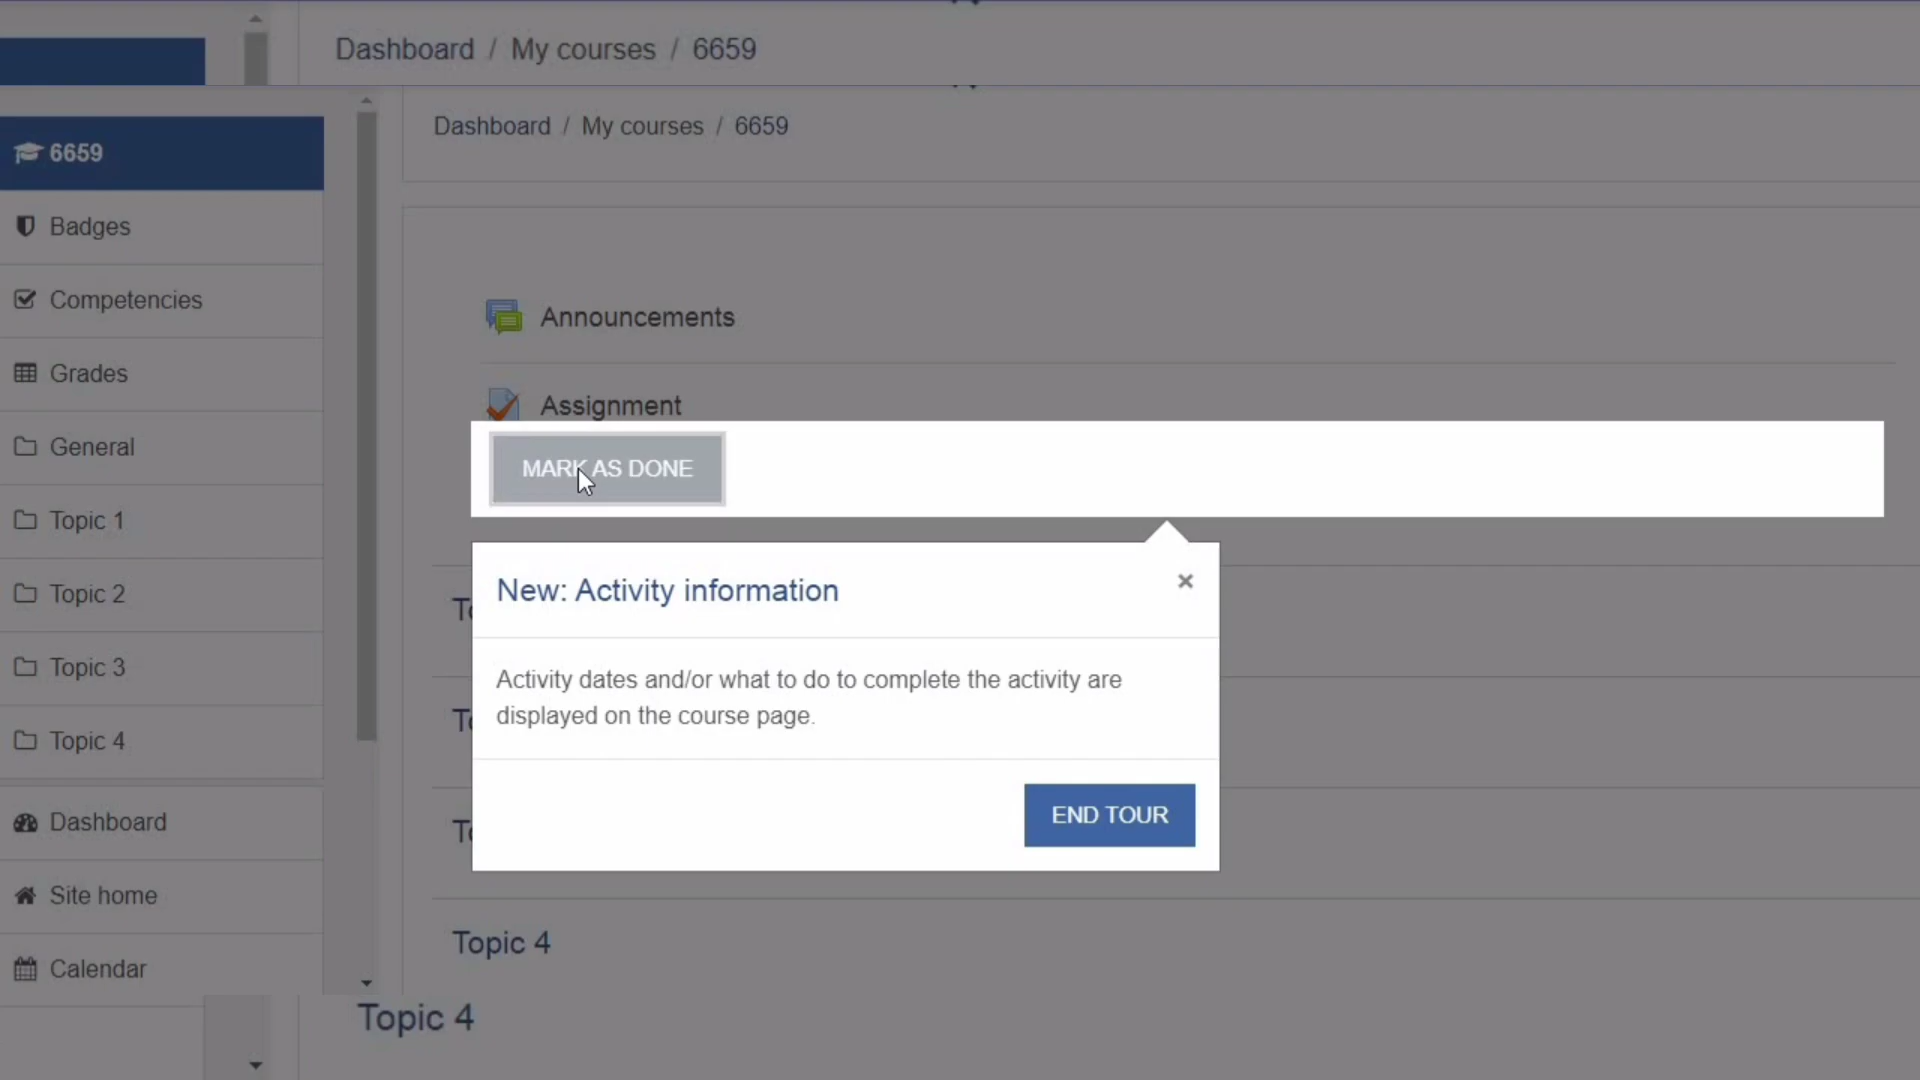 Dashboard / My courses / 6659
Dashboard / My courses / 6659
6659
Badges
Competencies
Grades
General
Topic 1
Topic 2
Topic 3
Topic 4
Dashboard
Site home
Calendar
Announcements
Assignment
MARK AS DONE
New: Activity information
×
Activity dates and/or what to do to complete the activity are
displayed on the course page.
END TOUR
Topic 4
Topic 4